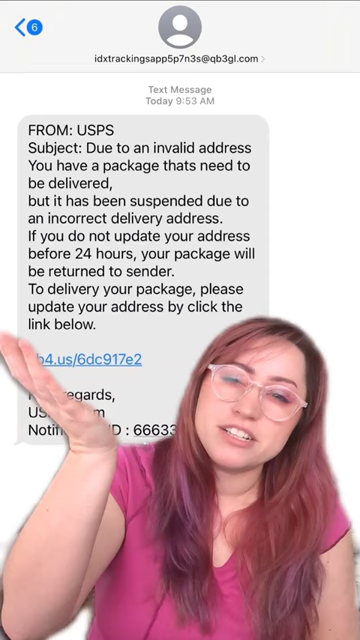 6
idxtrackingsapp5p7n3s@qb3gl.com
Text Message
Today 9:53 AM
FROM: USPS
Subject: Due to an invalid address
You have a package thats need to
be delivered,
but it has been suspended due to
an incorrect delivery address.
If you do not update your address
before 24 hours, your package will
be returned to sender.
To delivery your package, please
update your address by click the
link below.
b4.us/6dc917e2
regards,
Notif D : 66633